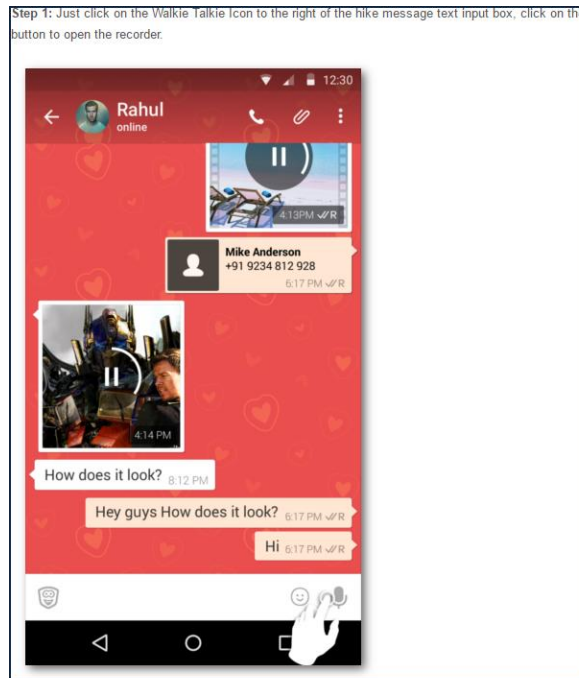 Step 1: Just click on the Walkie Talkie Icon to the right of the hike message text input box, click on
button to open the recorder.
12:30
Rahul
online
4:13PM ✓✓R
Mike Anderson
+91 9234 812 928
6:17 PM ✓✓R
4:14 PM
How does it look? 8:12 PM
Hey guys How does it look? 6:17 PM ✓✓R
Hi 6:17 PM ✓✓R